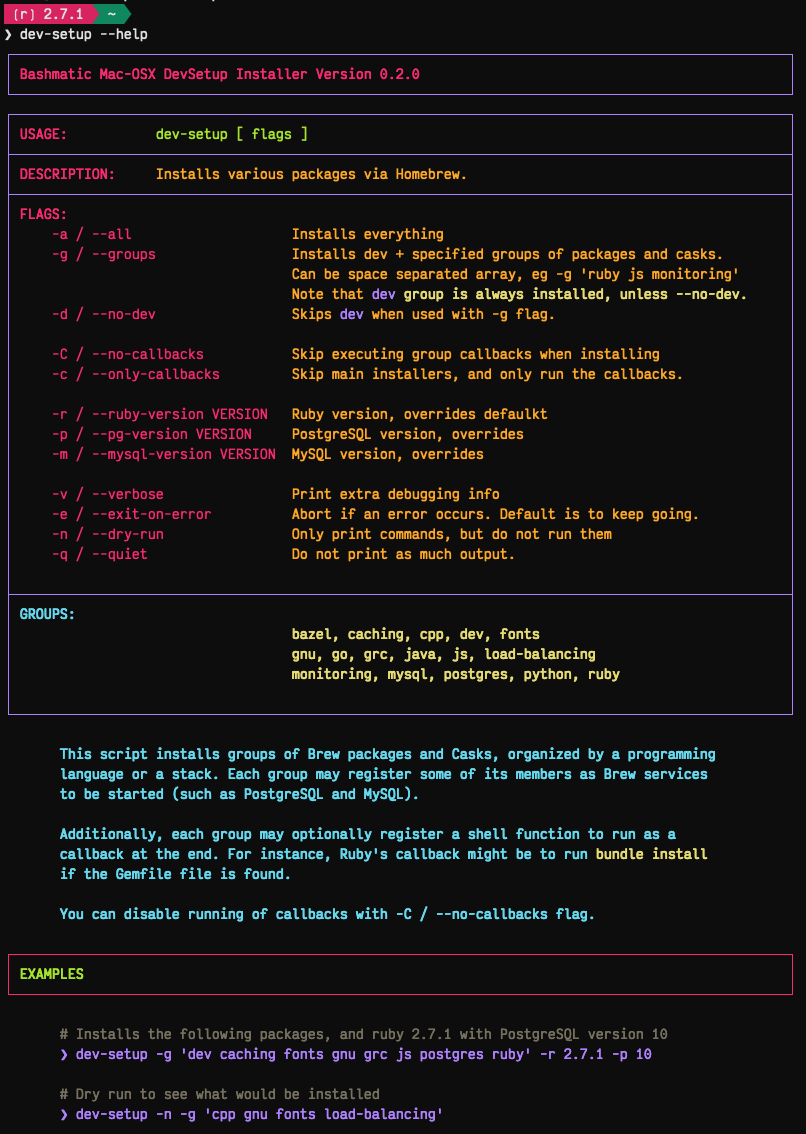 (r) 2.7.1 ~
❯ dev-setup --help
Bashmatic Mac-OSX DevSetup Installer Version 0.2.0
USAGE: dev-setup [ flags ]
DESCRIPTION: Installs various packages via Homebrew.
FLAGS:
-a / --all Installs everything
-g / --groups Installs dev + specified groups of packages and casks.
Can be space separated array, eg -g 'ruby js monitoring'
Note that dev group is always installed, unless --no-dev.
-d / --no-dev Skips dev when used with -g flag.
-C / --no-callbacks Skip executing group callbacks when installing
-c / --only-callbacks Skip main installers, and only run the callbacks.
-r / --ruby-version VERSION Ruby version, overrides defaulkt
-p / --pg-version VERSION PostgreSQL version, overrides
-m / --mysql-version VERSION MySQL version, overrides
-v / --verbose Print extra debugging info
-e / --exit-on-error Abort if an error occurs. Default is to keep going.
-n / --dry-run Only print commands, but do not run them
-q / --quiet Do not print as much output.
GROUPS:
bazel, caching, cpp, dev, fonts
gnu, go, grc, java, js, load-balancing
monitoring, mysql, postgres, python, ruby
This script installs groups of Brew packages and Casks, organized by a programming
language or a stack. Each group may register some of its members as Brew services
to be started (such as PostgreSQL and MySQL).
Additionally, each group may optionally register a shell function to run as a
callback at the end. For instance, Ruby's callback might be to run bundle install
if the Gemfile file is found.
You can disable running of callbacks with -C / --no-callbacks flag.
EXAMPLES
# Installs the following packages, and ruby 2.7.1 with PostgreSQL version 10
❯ dev-setup -g 'dev caching fonts gnu grc js postgres ruby' -r 2.7.1 -p 10
# Dry run to see what would be installed
❯ dev-setup -n -g 'cpp gnu fonts load-balancing'